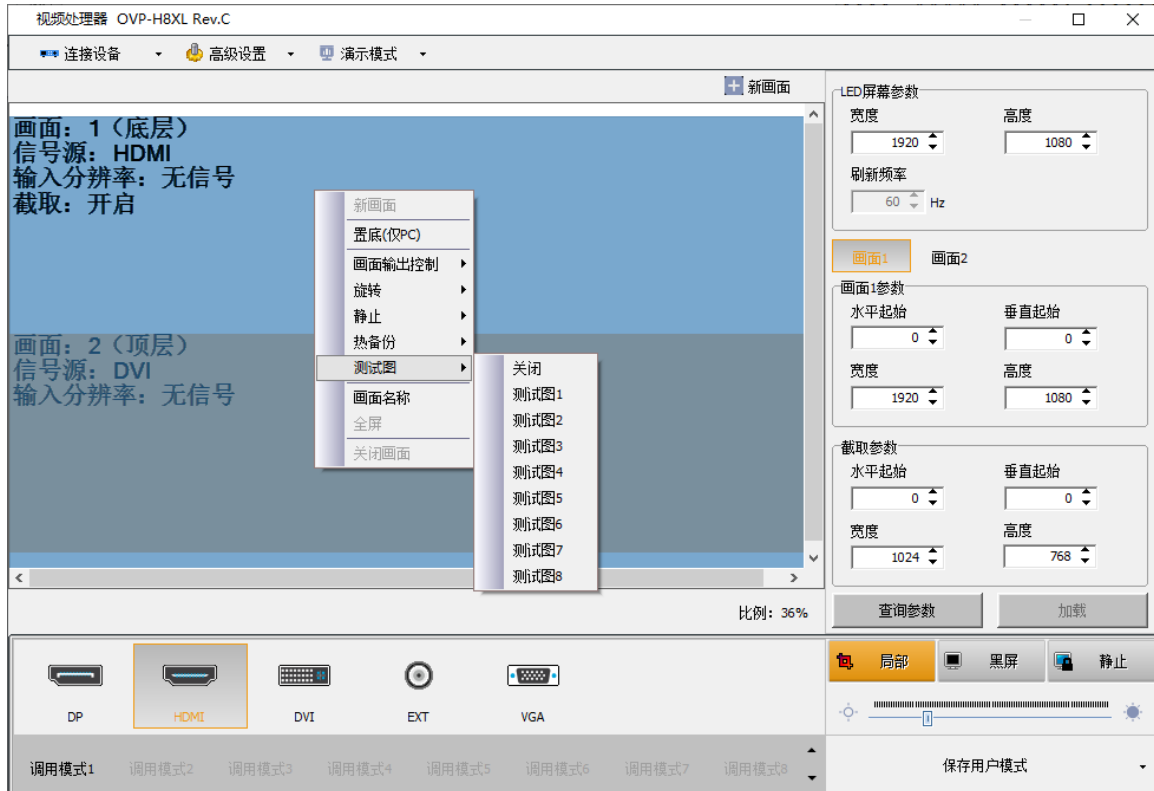 视频处理器 OVP-H8XL Rev.C
连接设备 高级设置 演示模式
新画面
画面：1（底层）
信号源：HDMI
输入分辨率：无信号
截取：开启
画面：2（顶层）
信号源：DVI
输入分辨率：无信号
新画面
置底(仅PC)
画面输出控制
旋转
静止
热备份
测试图
画面名称
全屏
关闭画面
关闭
测试图1
测试图2
测试图3
测试图4
测试图5
测试图6
测试图7
测试图8
比例：36%
LED屏幕参数
宽度 高度
1920 1080
刷新频率
60 Hz
画面1 画面2
画面1参数
水平起始 垂直起始
0 0
宽度 高度
1920 1080
截取参数
水平起始 垂直起始
0 0
宽度 高度
1024 768
查询参数 加载
DP HDMI DVI EXT VGA
局部 黑屏 静止
调用模式1 调用模式2 调用模式3 调用模式4 调用模式5 调用模式6 调用模式7 调用模式8
保存用户模式